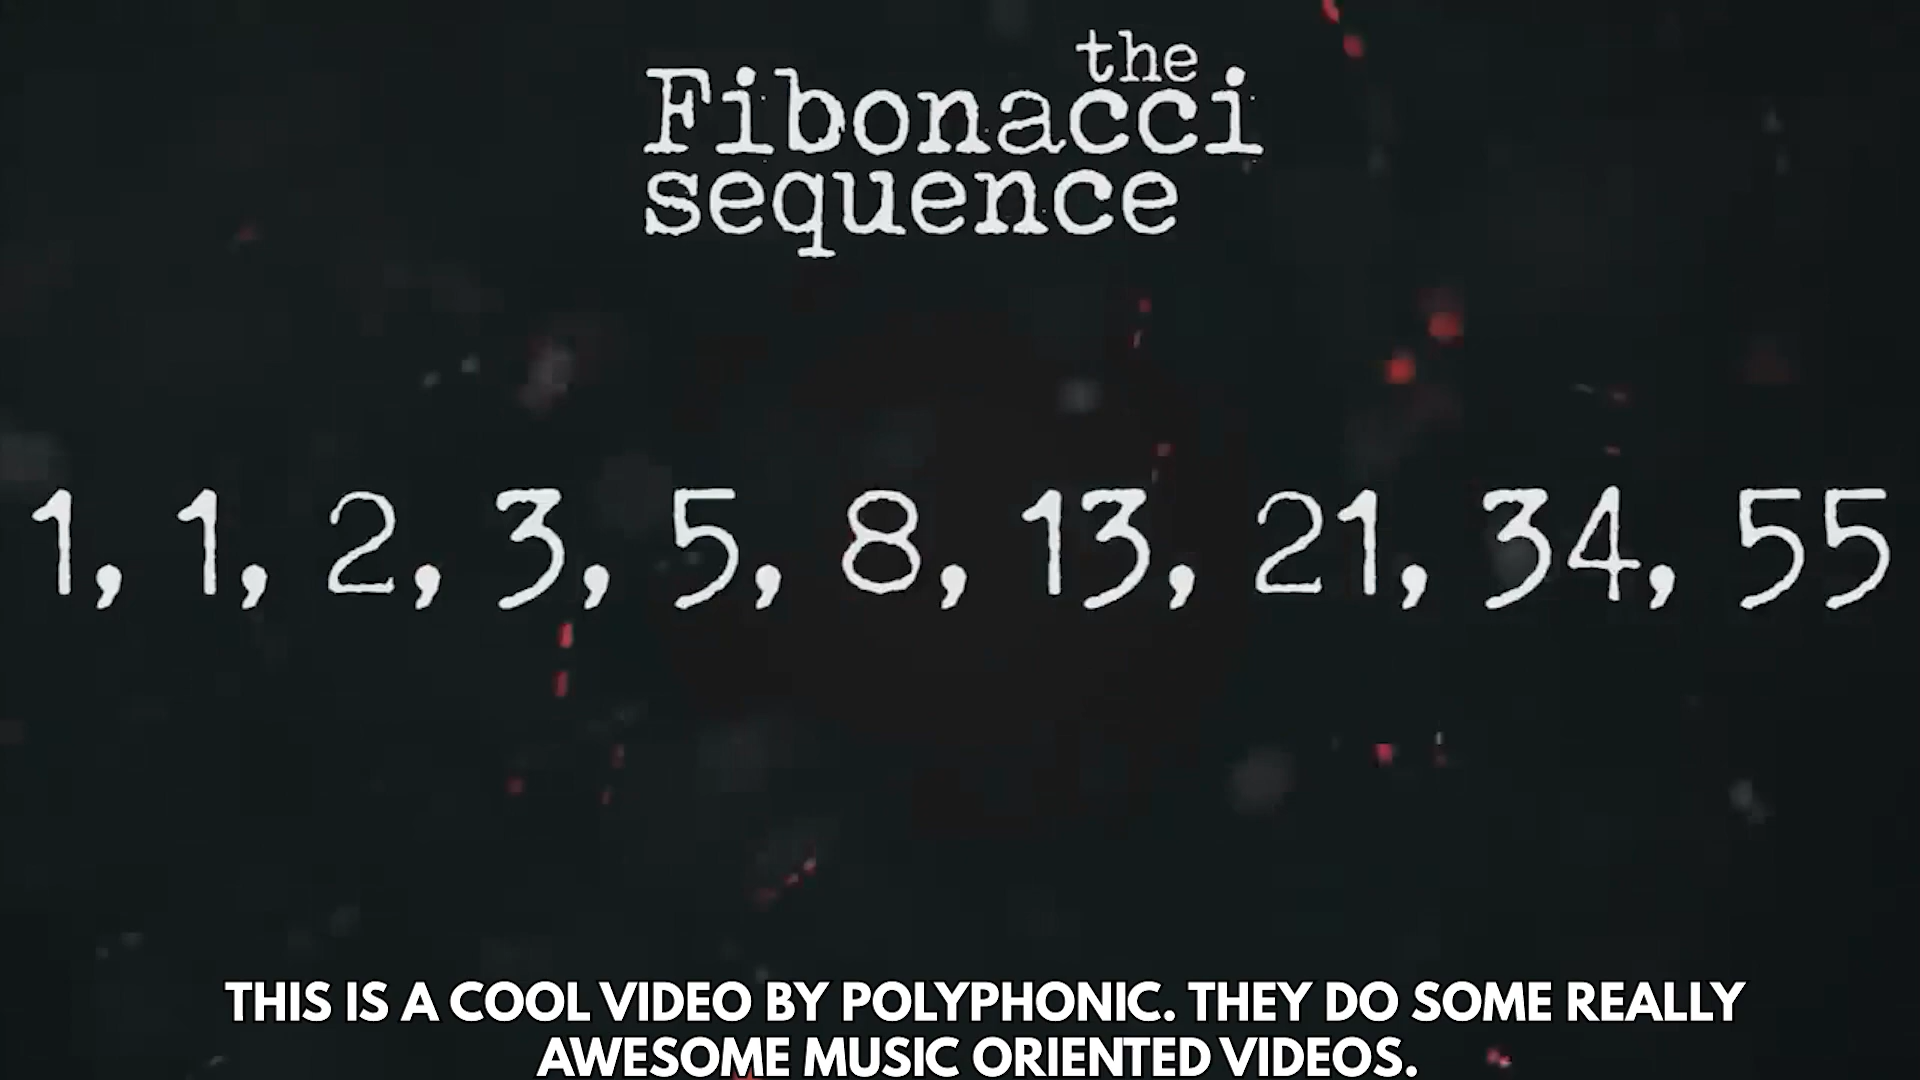 the
Fibonacci
sequence
1, 1, 2, 3, 5, 8, 13, 21, 34, 55
THIS IS A COOL VIDEO BY POLYPHONIC. THEY DO SOME REALLY
AWESOME MUSIC ORIENTED VIDEOS.